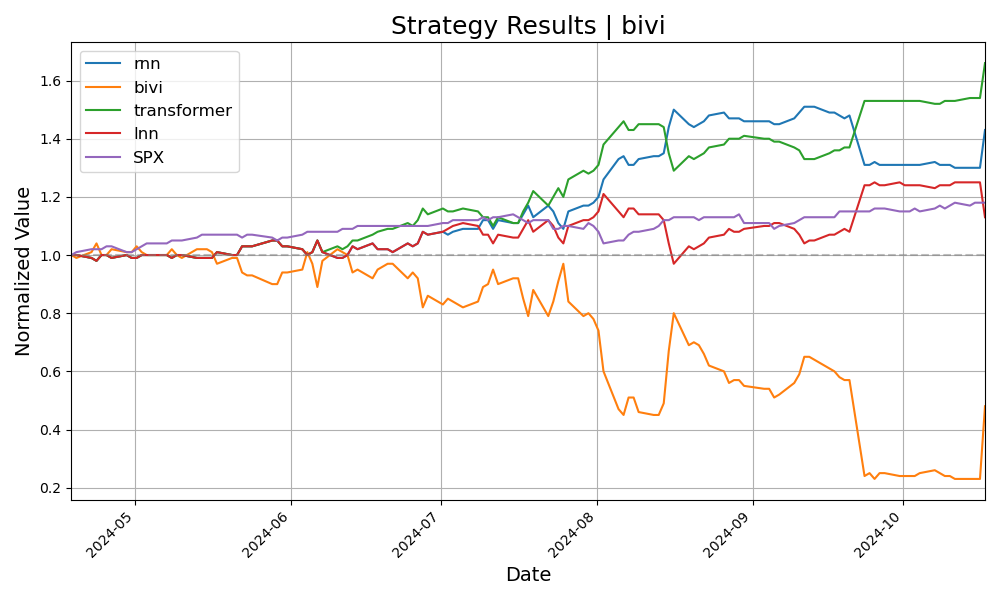 Strategy Results | bivi
rnn
bivi
transformer
lnn
SPX
Normalized Value
1.6
1.4
1.2
1.0
0.8
0.6
0.4
0.2
2024-05
2024-06
2024-07
2024-08
2024-09
2024-10
Date